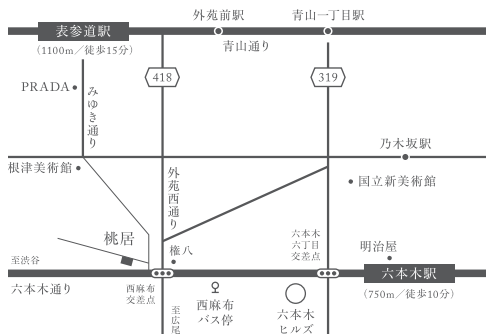 外苑前駅
青山一丁目駅
表参道駅
(1100m／徒歩15分)
青山通り
418
319
PRADA
みゆき通り
乃木坂駅
根津美術館
外苑西通り
国立新美術館
桃居
権八
六本木
六丁目
交差点
明治屋
至渋谷
六本木駅
(750m／徒歩10分)
六本木通り
西麻布
交差点
至広尾
西麻布
バス停
六本木
ヒルズ